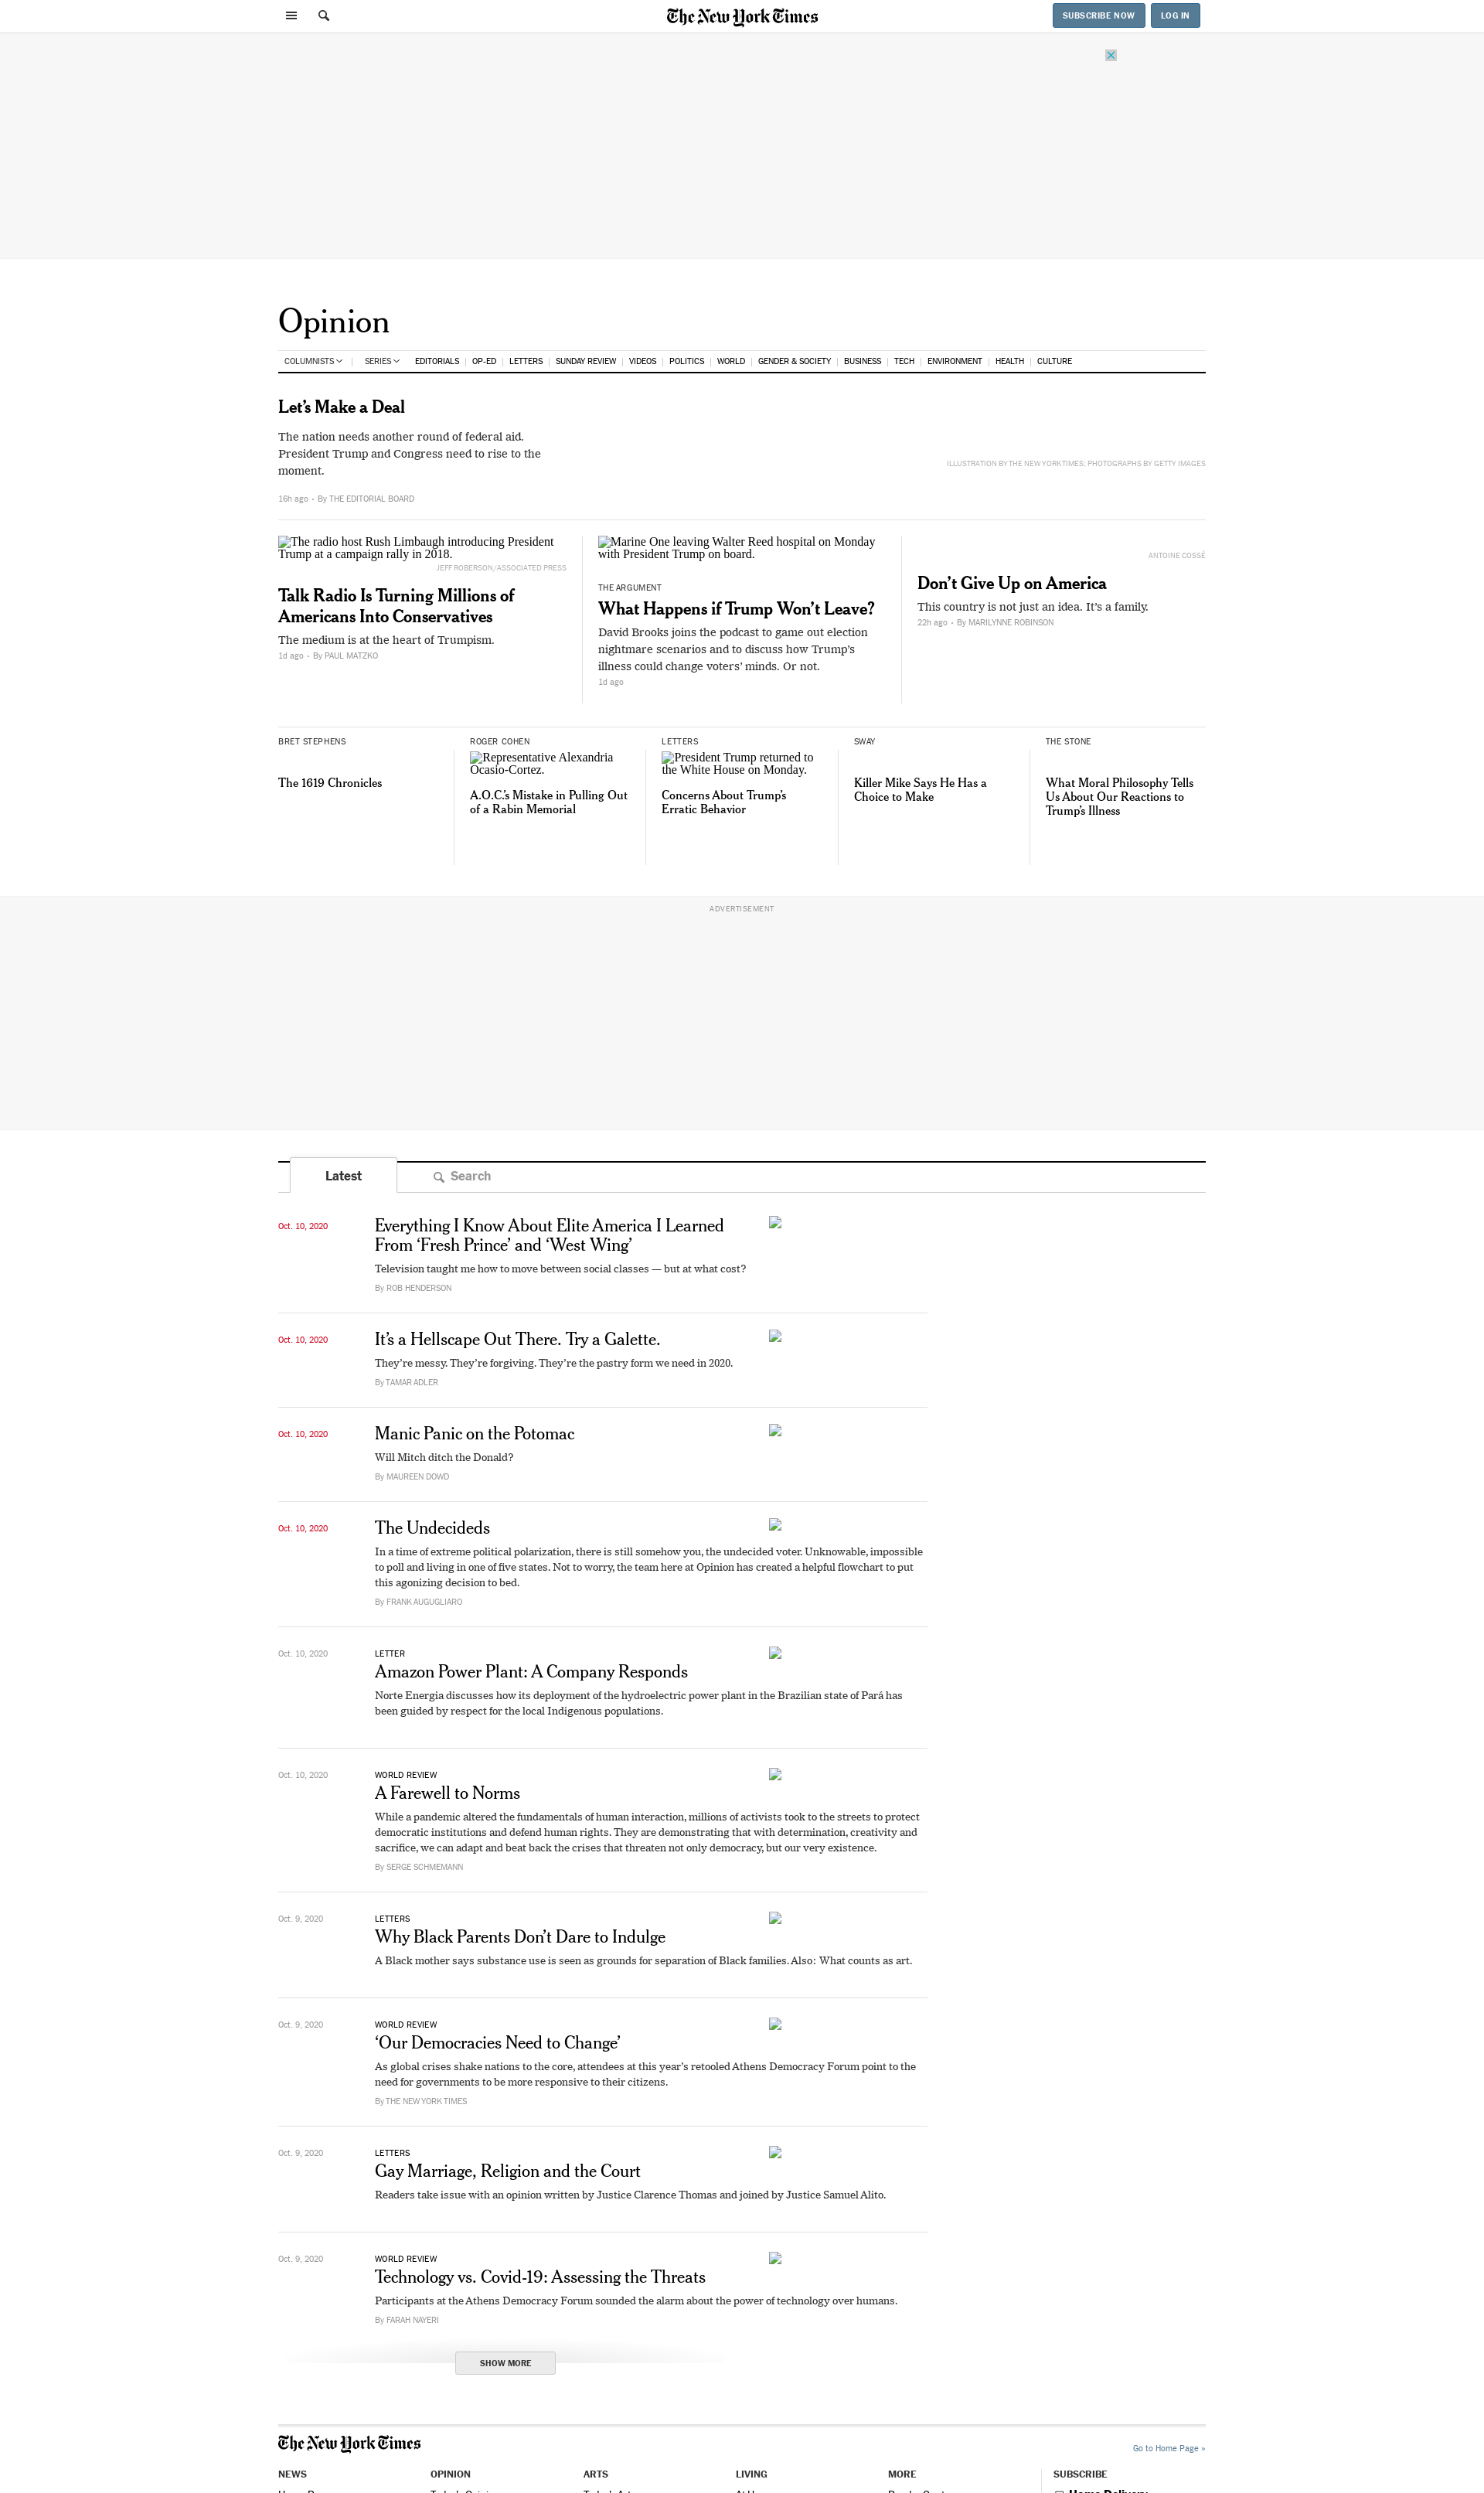 The New York Times
SUBSCRIBE NOW
LOG IN
Opinion
COLUMNISTS
SERIES
EDITORIALS
OP-ED
LETTERS
SUNDAY REVIEW
VIDEOS
POLITICS
WORLD
GENDER & SOCIETY
BUSINESS
TECH
ENVIRONMENT
HEALTH
CULTURE
Let’s Make a Deal
The nation needs another round of federal aid.
President Trump and Congress need to rise to the
moment.
16h ago • By THE EDITORIAL BOARD
ILLUSTRATION BY THE NEW YORK TIMES; PHOTOGRAPHS BY GETTY IMAGES
The radio host Rush Limbaugh introducing President
Trump at a campaign rally in 2018.
JEFF ROBERSON/ASSOCIATED PRESS
Talk Radio Is Turning Millions of
Americans Into Conservatives
The medium is at the heart of Trumpism.
1d ago • By PAUL MATZKO
Marine One leaving Walter Reed hospital on Monday
with President Trump on board.
THE ARGUMENT
What Happens if Trump Won’t Leave?
David Brooks joins the podcast to game out election
nightmare scenarios and to discuss how Trump’s
illness could change voters’ minds. Or not.
1d ago
ANTOINE COSSÉ
Don’t Give Up on America
This country is not just an idea. It’s a family.
22h ago • By MARILYNNE ROBINSON
BRET STEPHENS
The 1619 Chronicles
ROGER COHEN
Representative Alexandria
Ocasio-Cortez.
A.O.C.’s Mistake in Pulling Out
of a Rabin Memorial
LETTERS
President Trump returned to
the White House on Monday.
Concerns About Trump’s
Erratic Behavior
SWAY
Killer Mike Says He Has a
Choice to Make
THE STONE
What Moral Philosophy Tells
Us About Our Reactions to
Trump’s Illness
ADVERTISEMENT
Latest
Search
Oct. 10, 2020
Everything I Know About Elite America I Learned
From ‘Fresh Prince’ and ‘West Wing’
Television taught me how to move between social classes — but at what cost?
By ROB HENDERSON
Oct. 10, 2020
It’s a Hellscape Out There. Try a Galette.
They’re messy. They’re forgiving. They’re the pastry form we need in 2020.
By TAMAR ADLER
Oct. 10, 2020
Manic Panic on the Potomac
Will Mitch ditch the Donald?
By MAUREEN DOWD
Oct. 10, 2020
The Undecideds
In a time of extreme political polarization, there is still somehow you, the undecided voter. Unknowable, impossible
to poll and living in one of five states. Not to worry, the team here at Opinion has created a helpful flowchart to put
this agonizing decision to bed.
By FRANK AUGUGLIARO
Oct. 10, 2020
LETTER
Amazon Power Plant: A Company Responds
Norte Energia discusses how its deployment of the hydroelectric power plant in the Brazilian state of Pará has
been guided by respect for the local Indigenous populations.
Oct. 10, 2020
WORLD REVIEW
A Farewell to Norms
While a pandemic altered the fundamentals of human interaction, millions of activists took to the streets to protect
democratic institutions and defend human rights. They are demonstrating that with determination, creativity and
sacrifice, we can adapt and beat back the crises that threaten not only democracy, but our very existence.
By SERGE SCHMEMANN
Oct. 9, 2020
LETTERS
Why Black Parents Don’t Dare to Indulge
A Black mother says substance use is seen as grounds for separation of Black families. Also: What counts as art.
Oct. 9, 2020
WORLD REVIEW
‘Our Democracies Need to Change’
As global crises shake nations to the core, attendees at this year’s retooled Athens Democracy Forum point to the
need for governments to be more responsive to their citizens.
By THE NEW YORK TIMES
Oct. 9, 2020
LETTERS
Gay Marriage, Religion and the Court
Readers take issue with an opinion written by Justice Clarence Thomas and joined by Justice Samuel Alito.
Oct. 9, 2020
WORLD REVIEW
Technology vs. Covid-19: Assessing the Threats
Participants at the Athens Democracy Forum sounded the alarm about the power of technology over humans.
By FARAH NAYERI
SHOW MORE
The New York Times
Go to Home Page »
NEWS
OPINION
ARTS
LIVING
MORE
SUBSCRIBE
Home Delivery